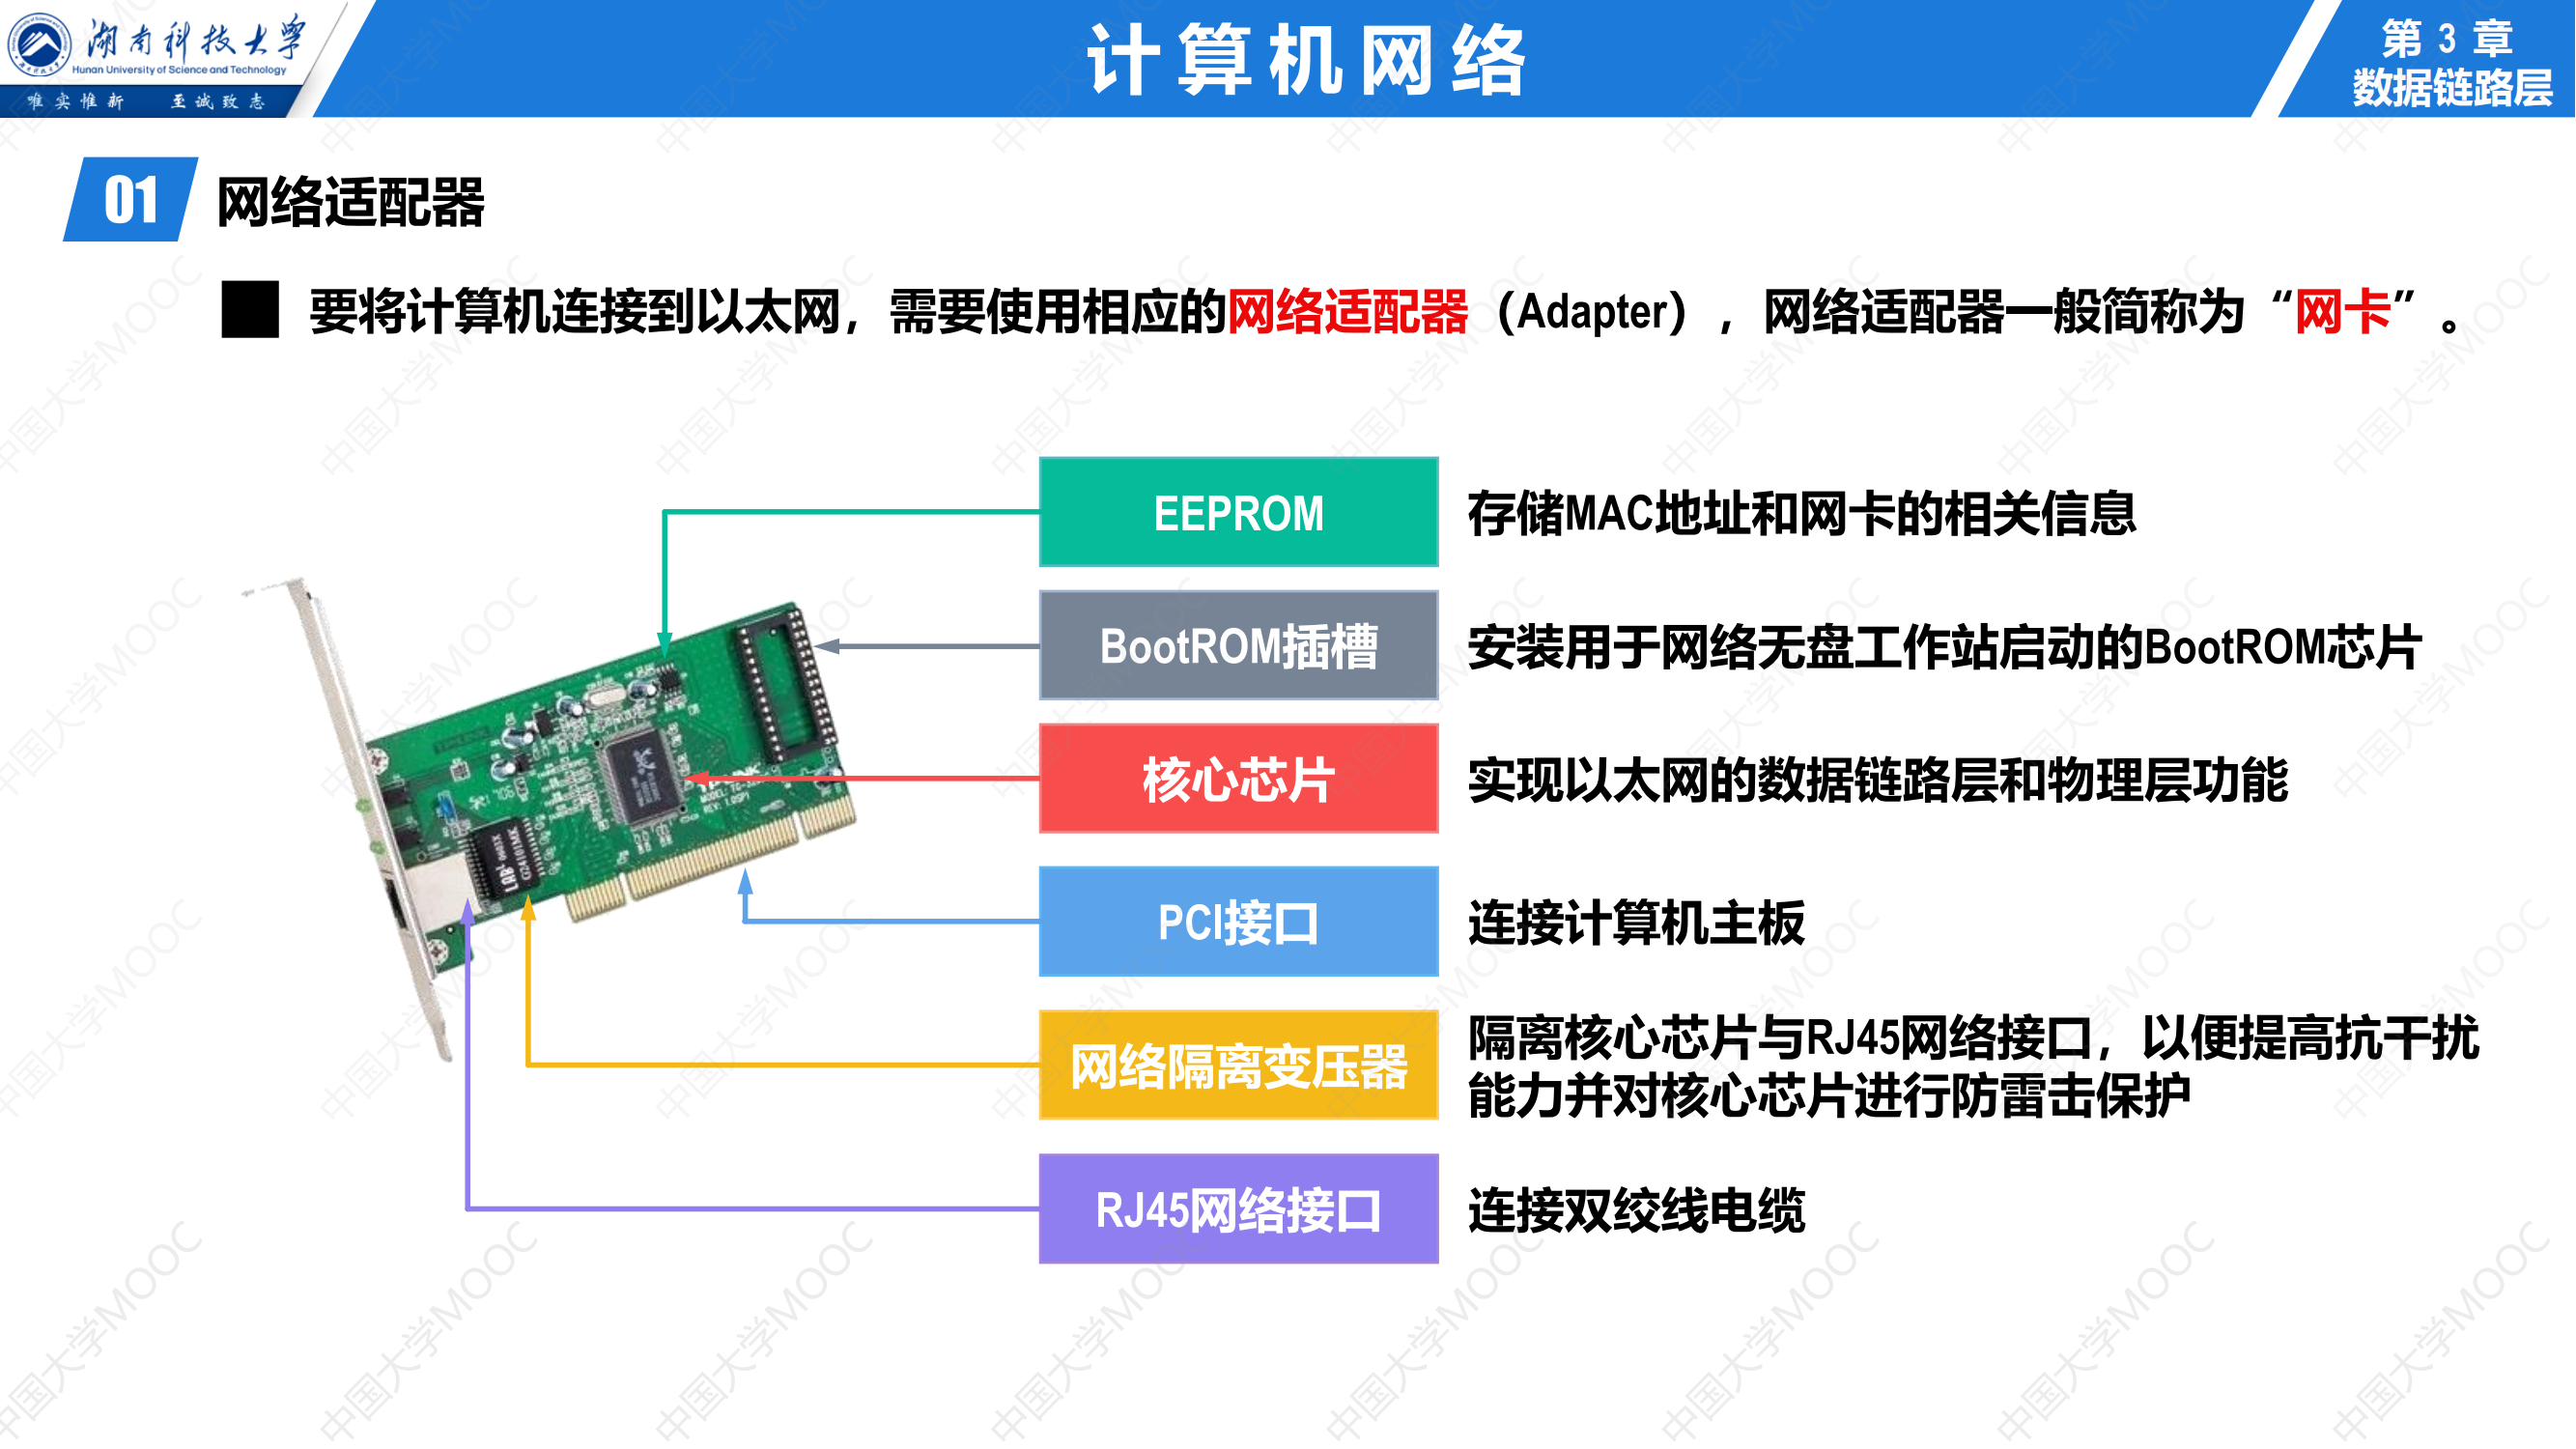 湖南科技大学
Hunan University of Science and Technology
唯实惟新 至诚致志
计算机网络
第 3 章
数据链路层
01 网络适配器
要将计算机连接到以太网，需要使用相应的网络适配器（Adapter），网络适配器一般简称为“网卡”。
EEPROM 存储MAC地址和网卡的相关信息
BootROM插槽 安装用于网络无盘工作站启动的BootROM芯片
核心芯片 实现以太网的数据链路层和物理层功能
PCI接口 连接计算机主板
网络隔离变压器 隔离核心芯片与RJ45网络接口，以便提高抗干扰
能力并对核心芯片进行防雷击保护
RJ45网络接口 连接双绞线电缆
中国大学MOOC